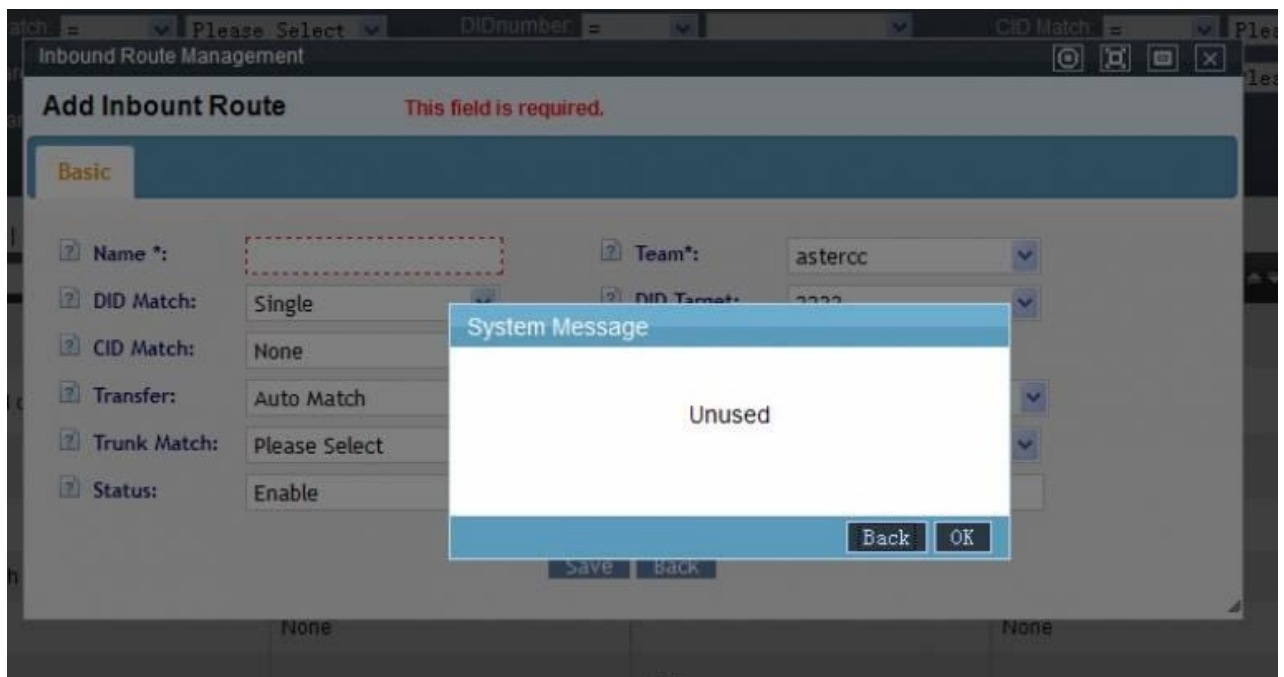 = Please Select DIDnumber: = CID Match: =
Inbound Route Management
Add Inbount Route This field is required.
Basic
Name *: Team*: astercc
DID Match: Single DID Target:
System Message
CID Match: None
Transfer: Auto Match
Unused
Trunk Match: Please Select
Status: Enable
Back OK
Save Back
None None